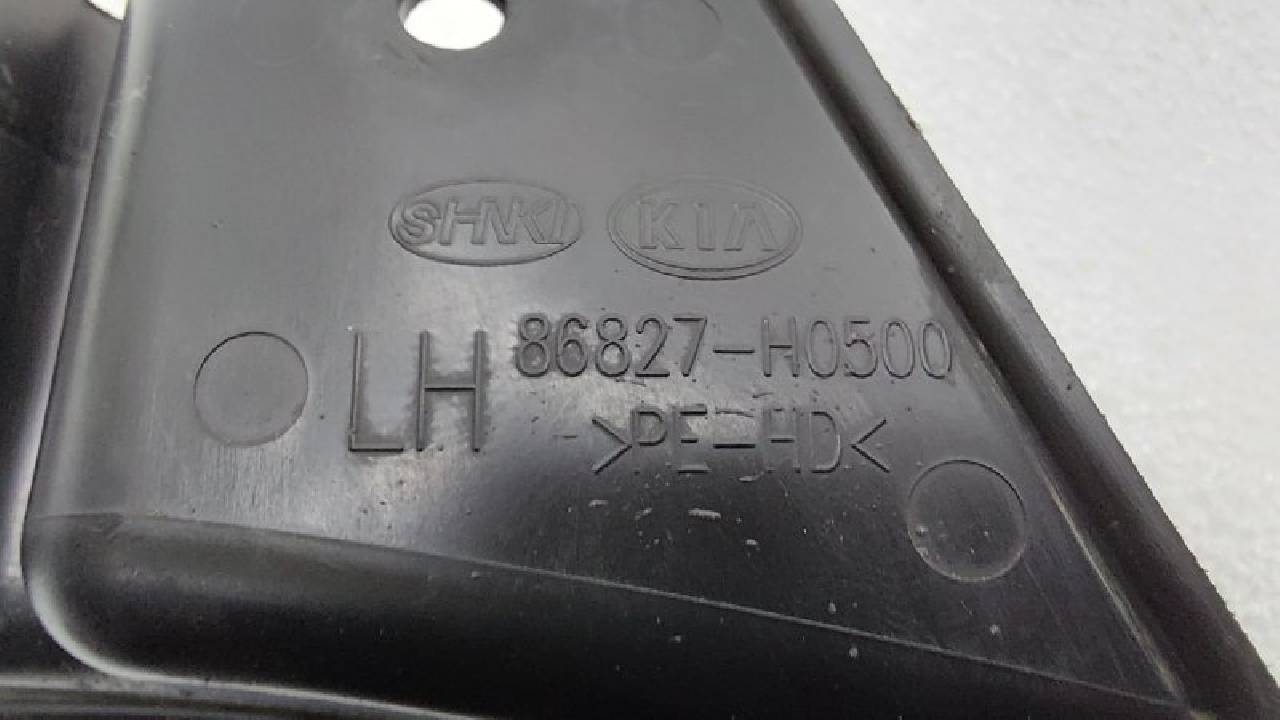 SHNKI KIA
LH 86827-H0500
>PE-HD<